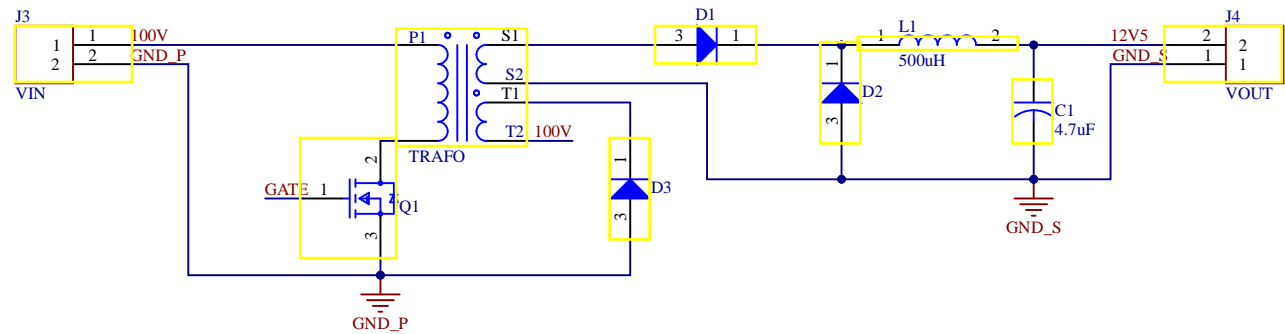 J3
1 1 100V
2 2 GND_P
VIN
P1
S1
S2
T1
T2 100V
TRAFO
GATE 1
2
Q1
3
D1
3 1
1
D2
3
1
D3
3
L1
1 2
500uH
C1
4.7uF
J4
12V5 2 2
GND_S 1 1
VOUT
GND_S
GND_P